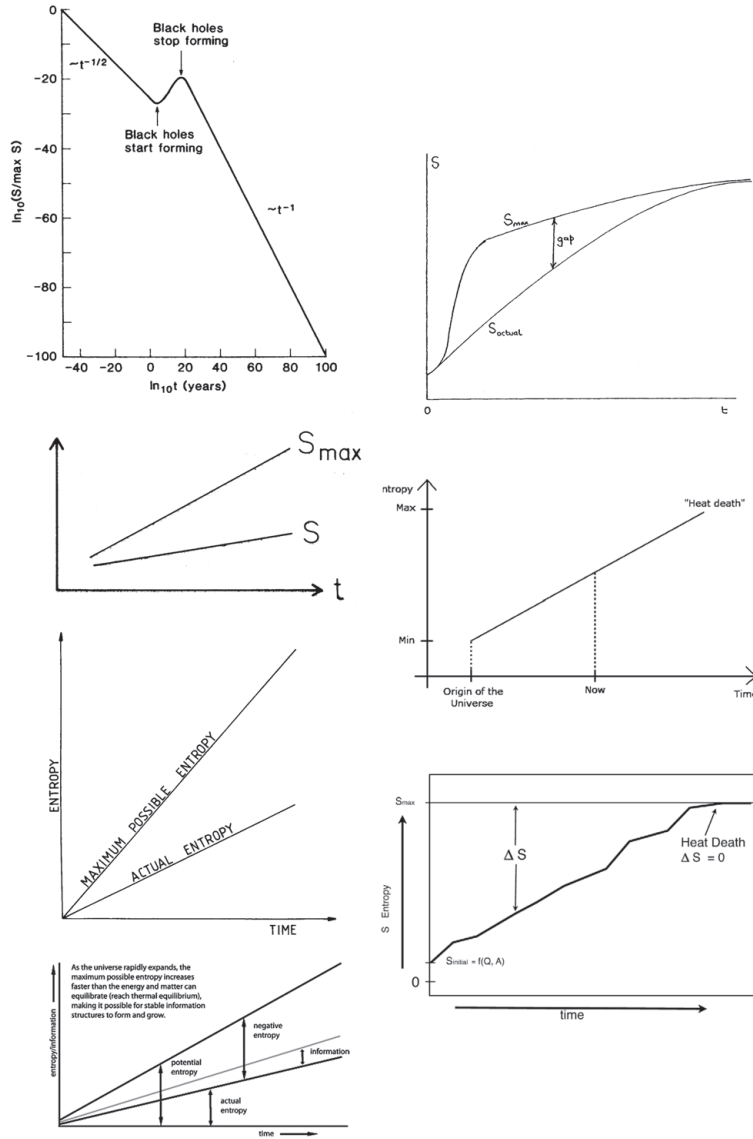 0
-20
-40
-60
-80
-100
ln₁₀(S/max S)
~t⁻¹/²
Black holes
stop forming
Black holes
start forming
~t⁻¹
-40 -20 0 20 40 60 80 100
ln₁₀t (years)
S
Smax
gap
Sactual
0 t
Smax
S
t
ntropy
Max
"Heat death"
Min
Origin of the
Universe
Now
Time
ENTROPY
MAXIMUM POSSIBLE ENTROPY
ACTUAL ENTROPY
TIME
Smax
S Entropy
ΔS
Heat Death
ΔS = 0
Sinitial = f(Q, A)
0
time
As the universe rapidly expands, the
maximum possible entropy increases
faster than the energy and matter can
equilibrate (reach thermal equilibrium),
making it possible for stable information
structures to form and grow.
entropy/information
potential
entropy
negative
entropy
information
actual
entropy
time